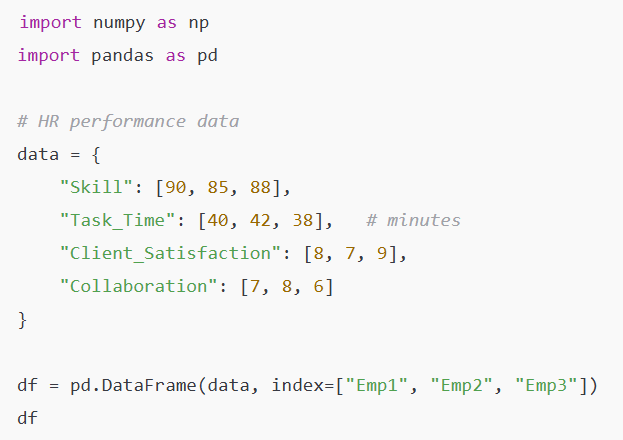 import numpy as np
import pandas as pd
# HR performance data
data = {
    "Skill": [90, 85, 88],
    "Task_Time": [40, 42, 38],   # minutes
    "Client_Satisfaction": [8, 7, 9],
    "Collaboration": [7, 8, 6]
}
df = pd.DataFrame(data, index=["Emp1", "Emp2", "Emp3"])
df